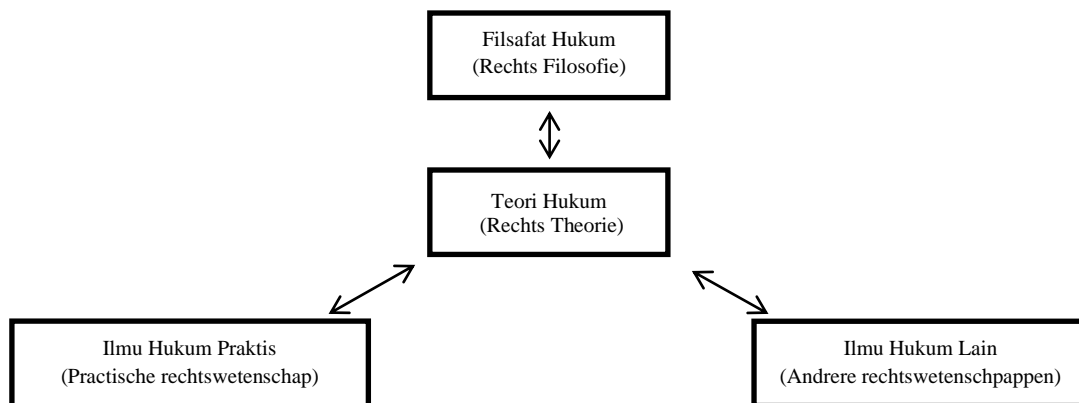 Filsafat Hukum
(Rechts Filosofie)
Teori Hukum
(Rechts Theorie)
Ilmu Hukum Praktis
(Practische rechtswetenschap)
Ilmu Hukum Lain
(Andrere rechtswetenschpappen)